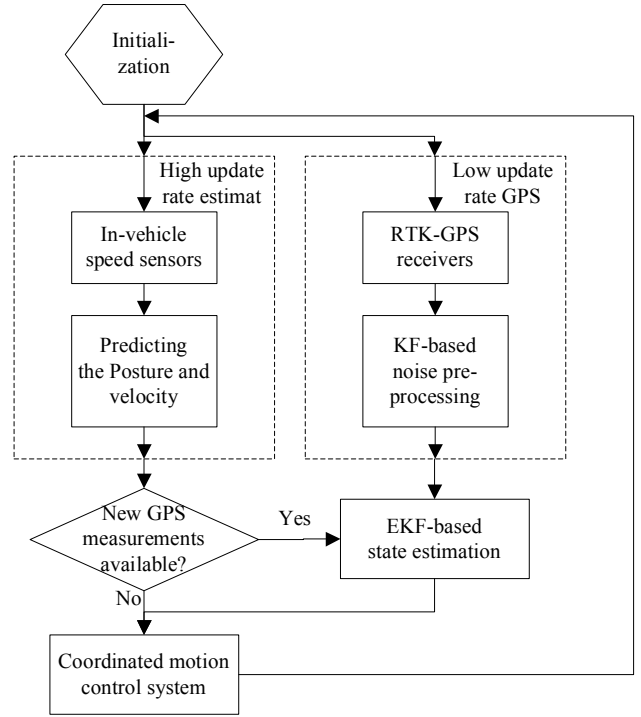 Initiali-
zation
High update
rate estimat
In-vehicle
speed sensors
Predicting
the Posture and
velocity
Low update
rate GPS
RTK-GPS
receivers
KF-based
noise pre-
processing
New GPS
measurements
available?
Yes
EKF-based
state estimation
No
Coordinated motion
control system